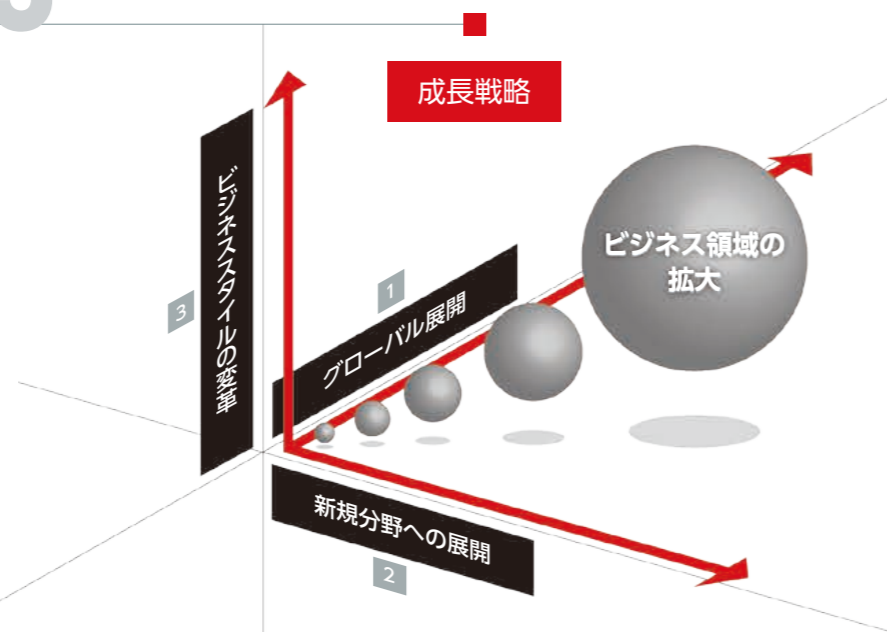 成長戦略
ビジネス領域の
拡大
3
ビジネススタイルの変革
1
グローバル展開
新規分野への展開
2